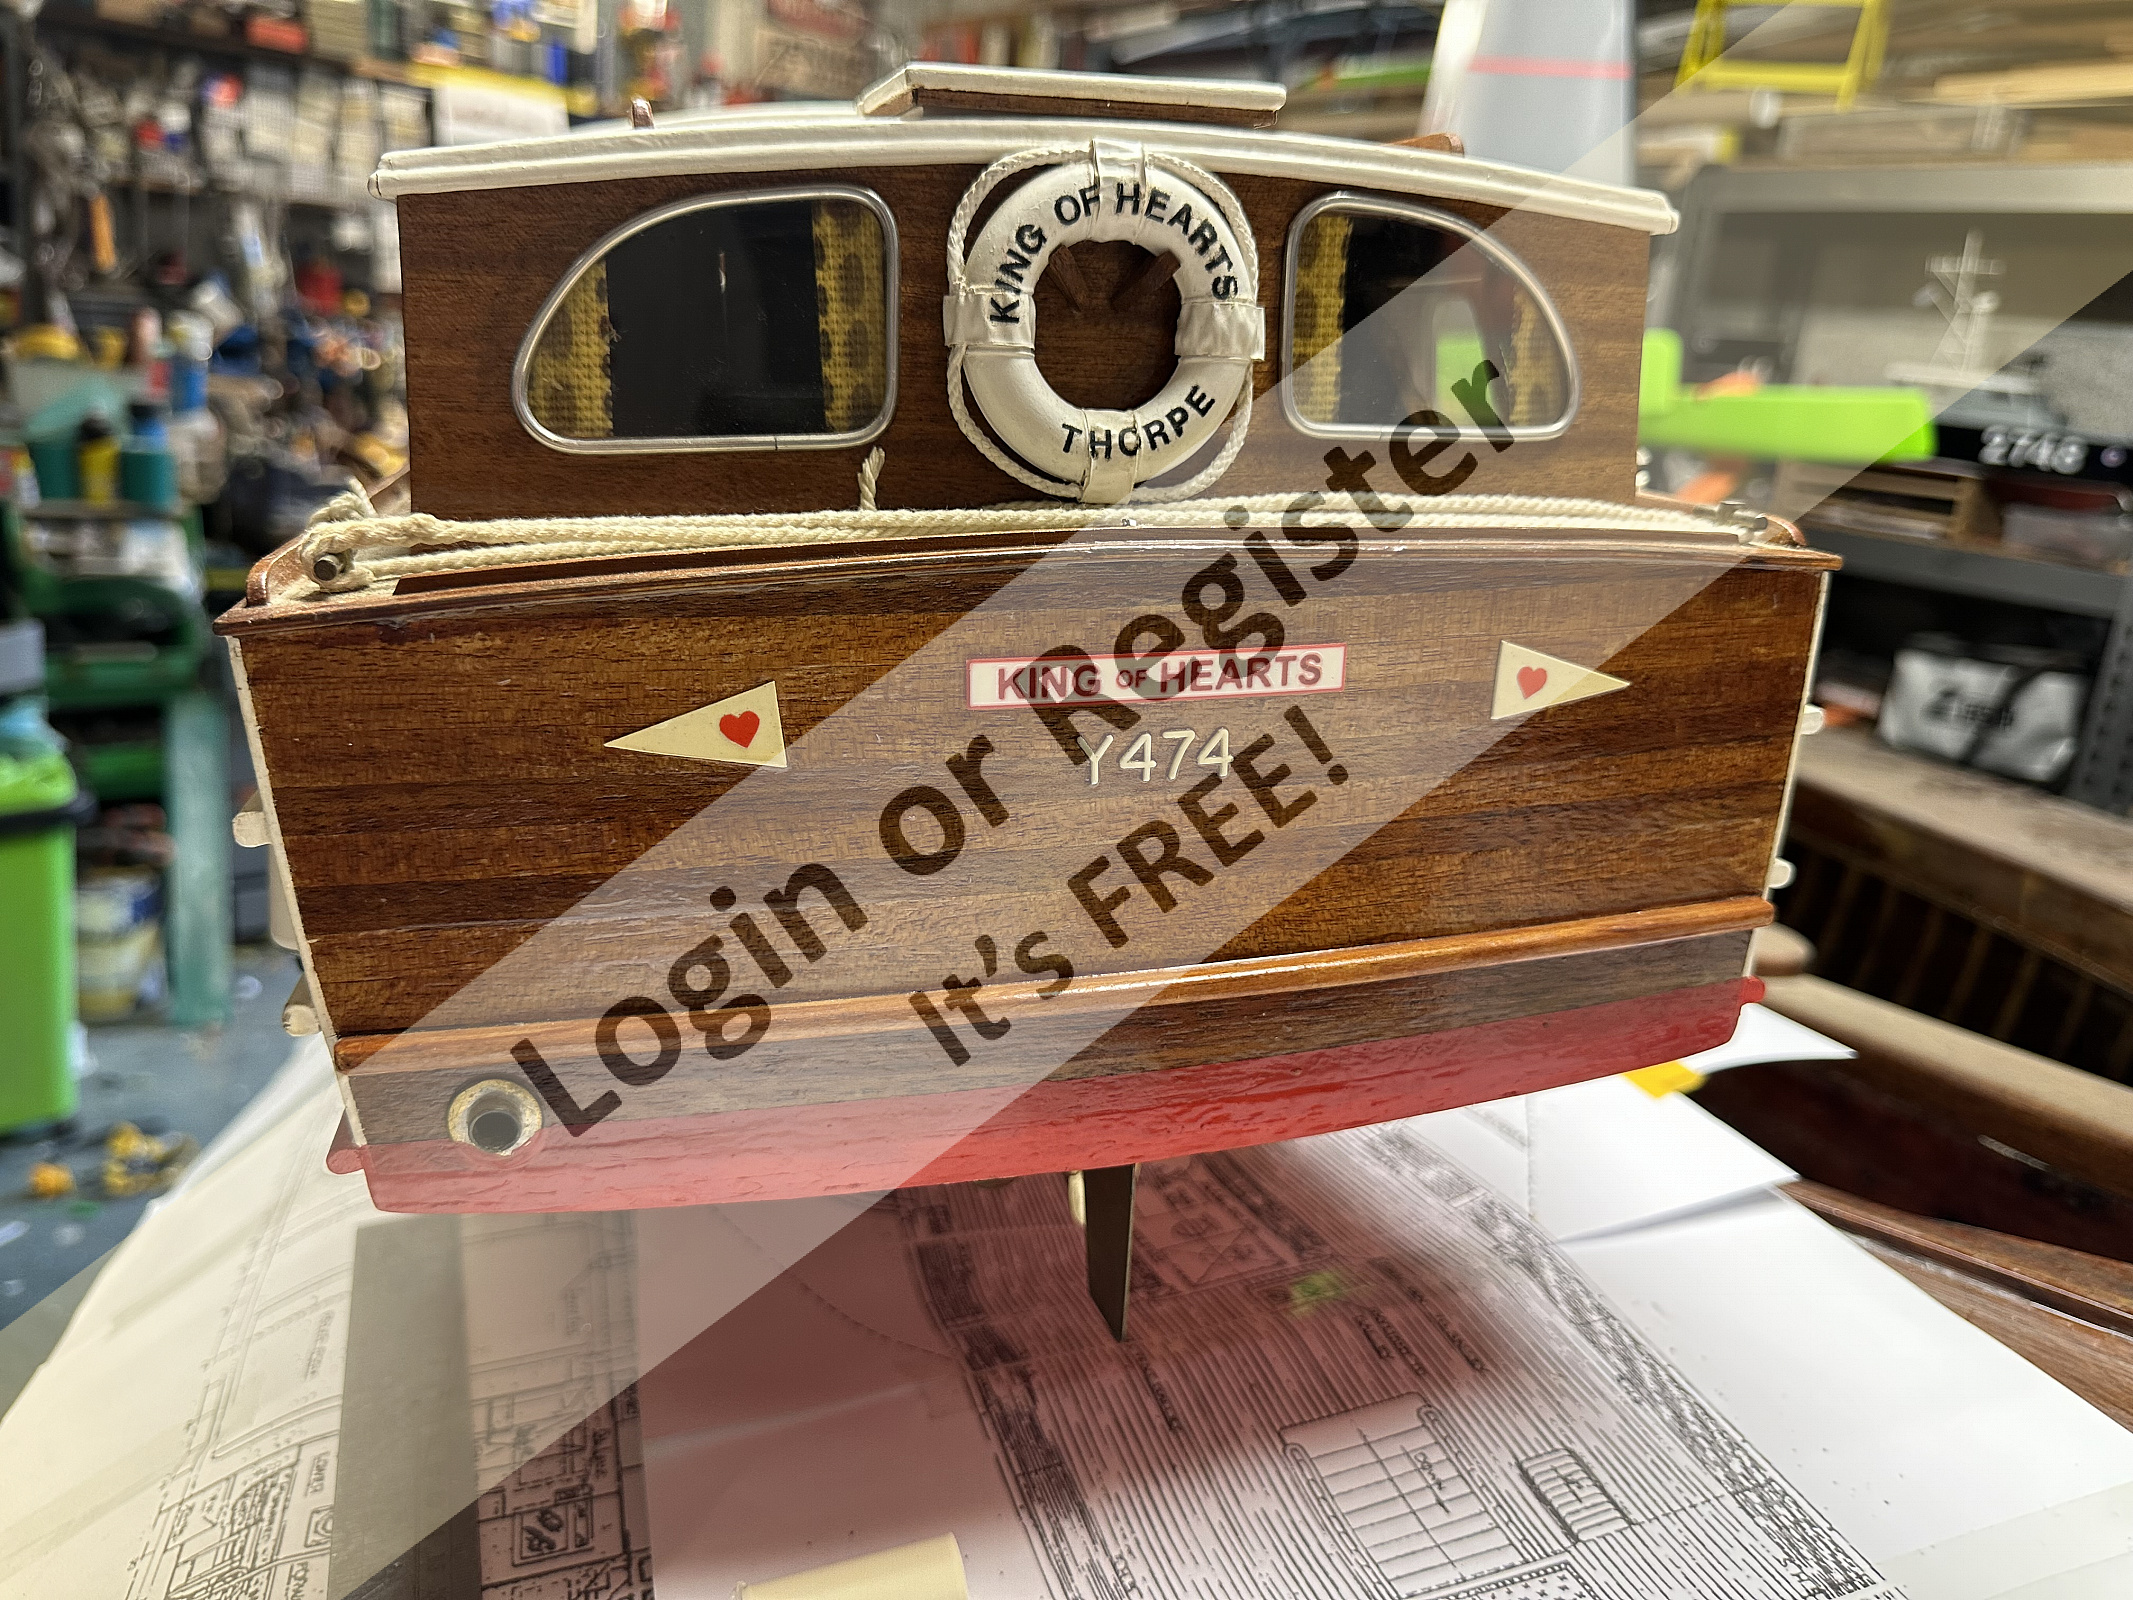 KING OF HEARTS
THORPE
2748
KING OF HEARTS
Y474
Login or Register
It's FREE!